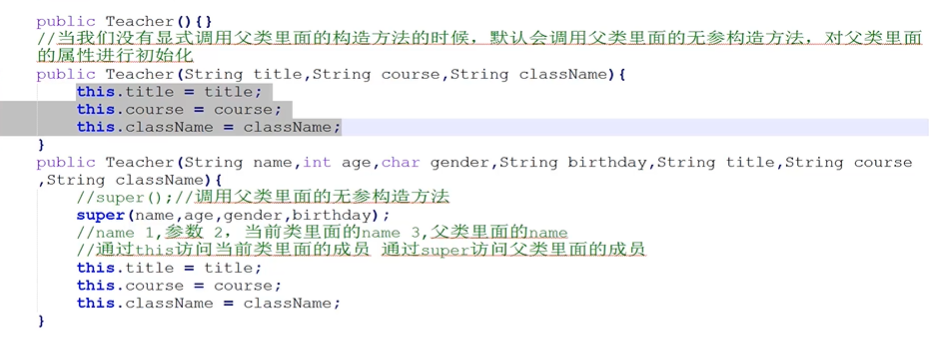 public Teacher(){}
//当我们没有显式调用父类里面的构造方法的时候，默认会调用父类里面的无参构造方法，对父类里面
的属性进行初始化
public Teacher(String title,String course,String className){
this.title = title;
this.course = course;
this.className = className;
}
public Teacher(String name,int age,char gender,String birthday,String title,String course
,String className){
//super();//调用父类里面的无参构造方法
super(name,age,gender,birthday);
//name 1,参数 2，当前类里面的name 3,父类里面的name
//通过this访问当前类里面的成员 通过super访问父类里面的成员
this.title = title;
this.course = course;
this.className = className;
}